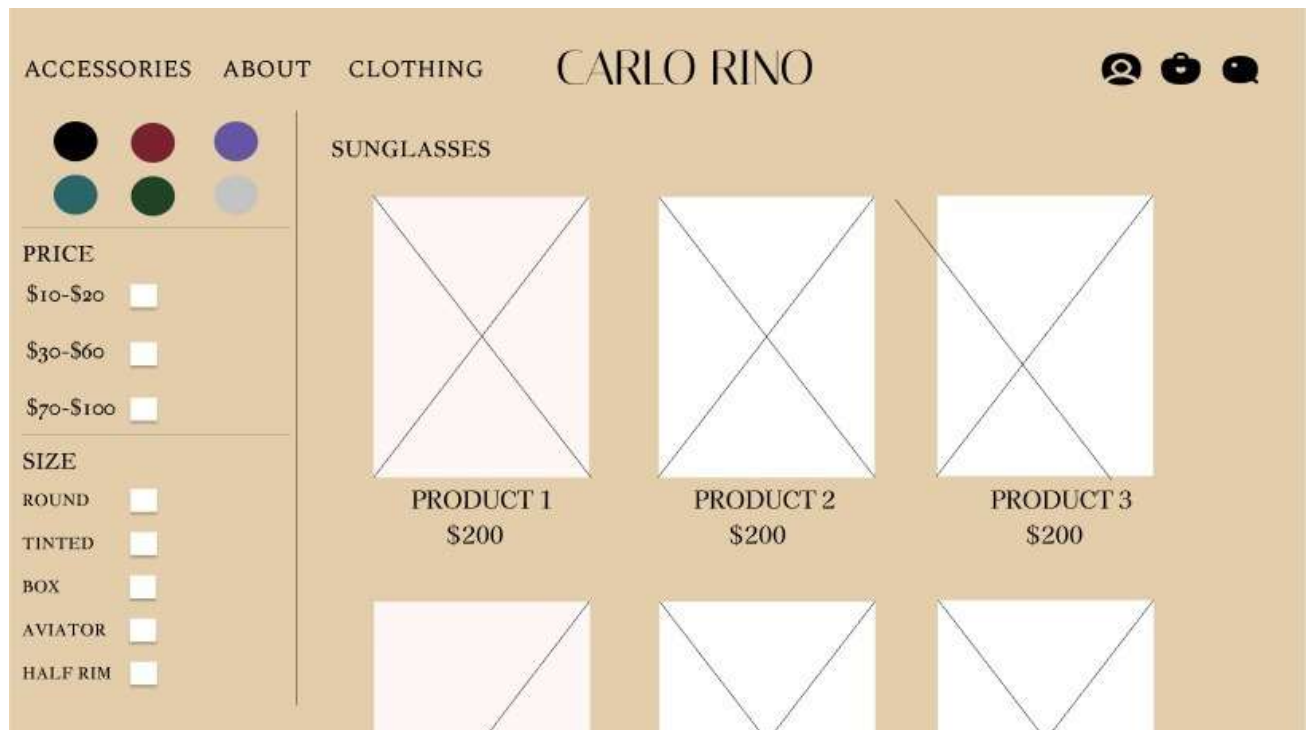 ACCESSORIES ABOUT CLOTHING CARLO RINO
SUNGLASSES
PRICE
$10-$20
$30-$60
$70-$100
SIZE
ROUND
TINTED
BOX
AVIATOR
HALF RIM
PRODUCT 1 PRODUCT 2 PRODUCT 3
$200 $200 $200